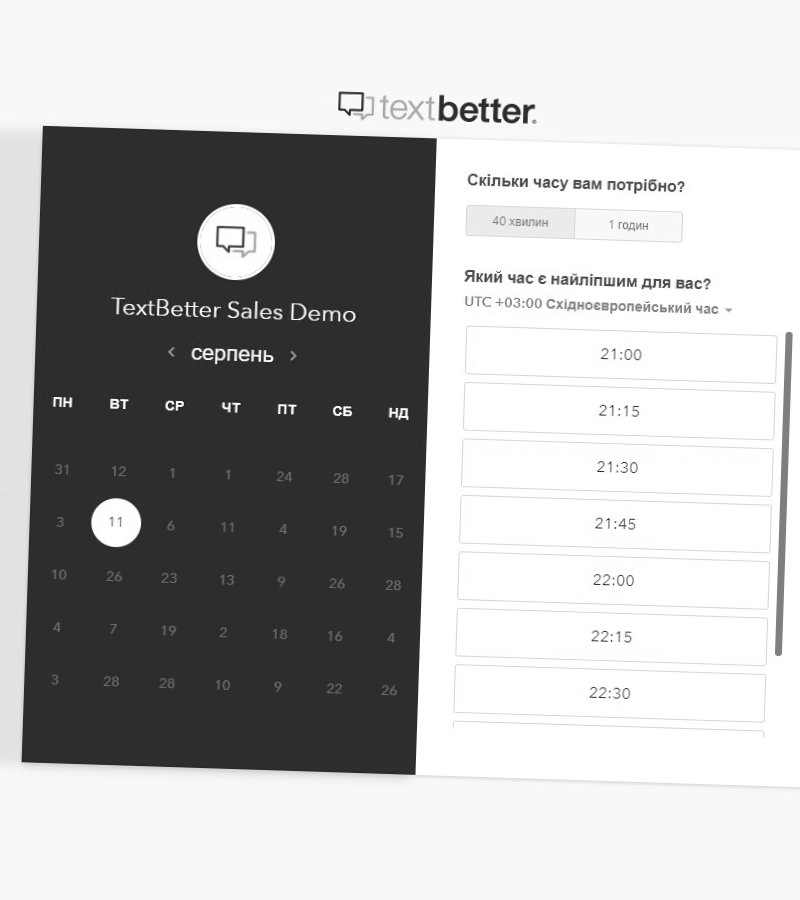 textbetter.
TextBetter Sales Demo
серпень
ПН ВТ СР ЧТ ПТ СБ НД
31 12 1 1 24 28 17
3 11 6 11 4 19 15
10 26 23 13 9 26 28
4 7 19 2 18 16 4
3 28 28 10 9 22 26
Скільки часу вам потрібно?
40 хвилин 1 годин
Який час є найліпшим для вас?
UTC +03:00 Східноєвропейський час
21:00
21:15
21:30
21:45
22:00
22:15
22:30